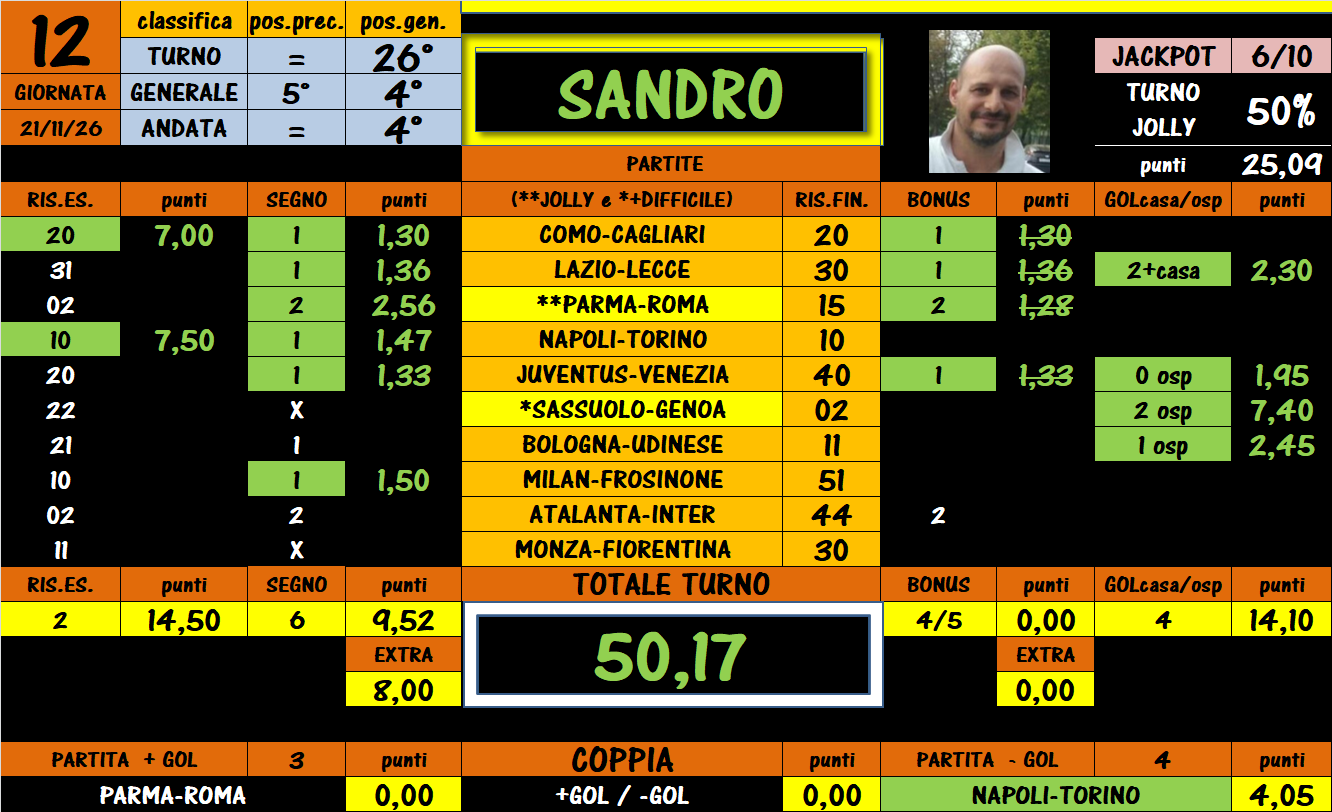 12 classifica pos.prec. pos.gen.
TURNO = 26°
GIORNATA GENERALE 5° 4°
21/11/26 ANDATA = 4°
SANDRO
JACKPOT 6/10
TURNO
JOLLY
50%
punti 25,09
PARTITE
RIS.ES. punti SEGNO punti (**JOLLY e *+DIFFICILE) RIS.FIN. BONUS punti GOLcasa/osp punti
20 7,00 1 1,30 COMO-CAGLIARI 20 1 1,30
31 1 1,36 LAZIO-LECCE 30 1 1,36 2+casa 2,30
02 2 2,56 **PARMA-ROMA 15 2 1,28
10 7,50 1 1,47 NAPOLI-TORINO 10
20 1 1,33 JUVENTUS-VENEZIA 40 1 1,33 0 osp 1,95
22 X *SASSUOLO-GENOA 02 2 osp 7,40
21 1 BOLOGNA-UDINESE 11 1 osp 2,45
10 1 1,50 MILAN-FROSINONE 51
02 2 ATALANTA-INTER 44 2
11 X MONZA-FIORENTINA 30
RIS.ES. punti SEGNO punti TOTALE TURNO BONUS punti GOLcasa/osp punti
2 14,50 6 9,52 4/5 0,00 4 14,10
EXTRA 50,17 EXTRA
8,00 0,00
PARTITA + GOL 3 punti COPPIA punti PARTITA - GOL 4 punti
PARMA-ROMA 0,00 +GOL / -GOL 0,00 NAPOLI-TORINO 4,05